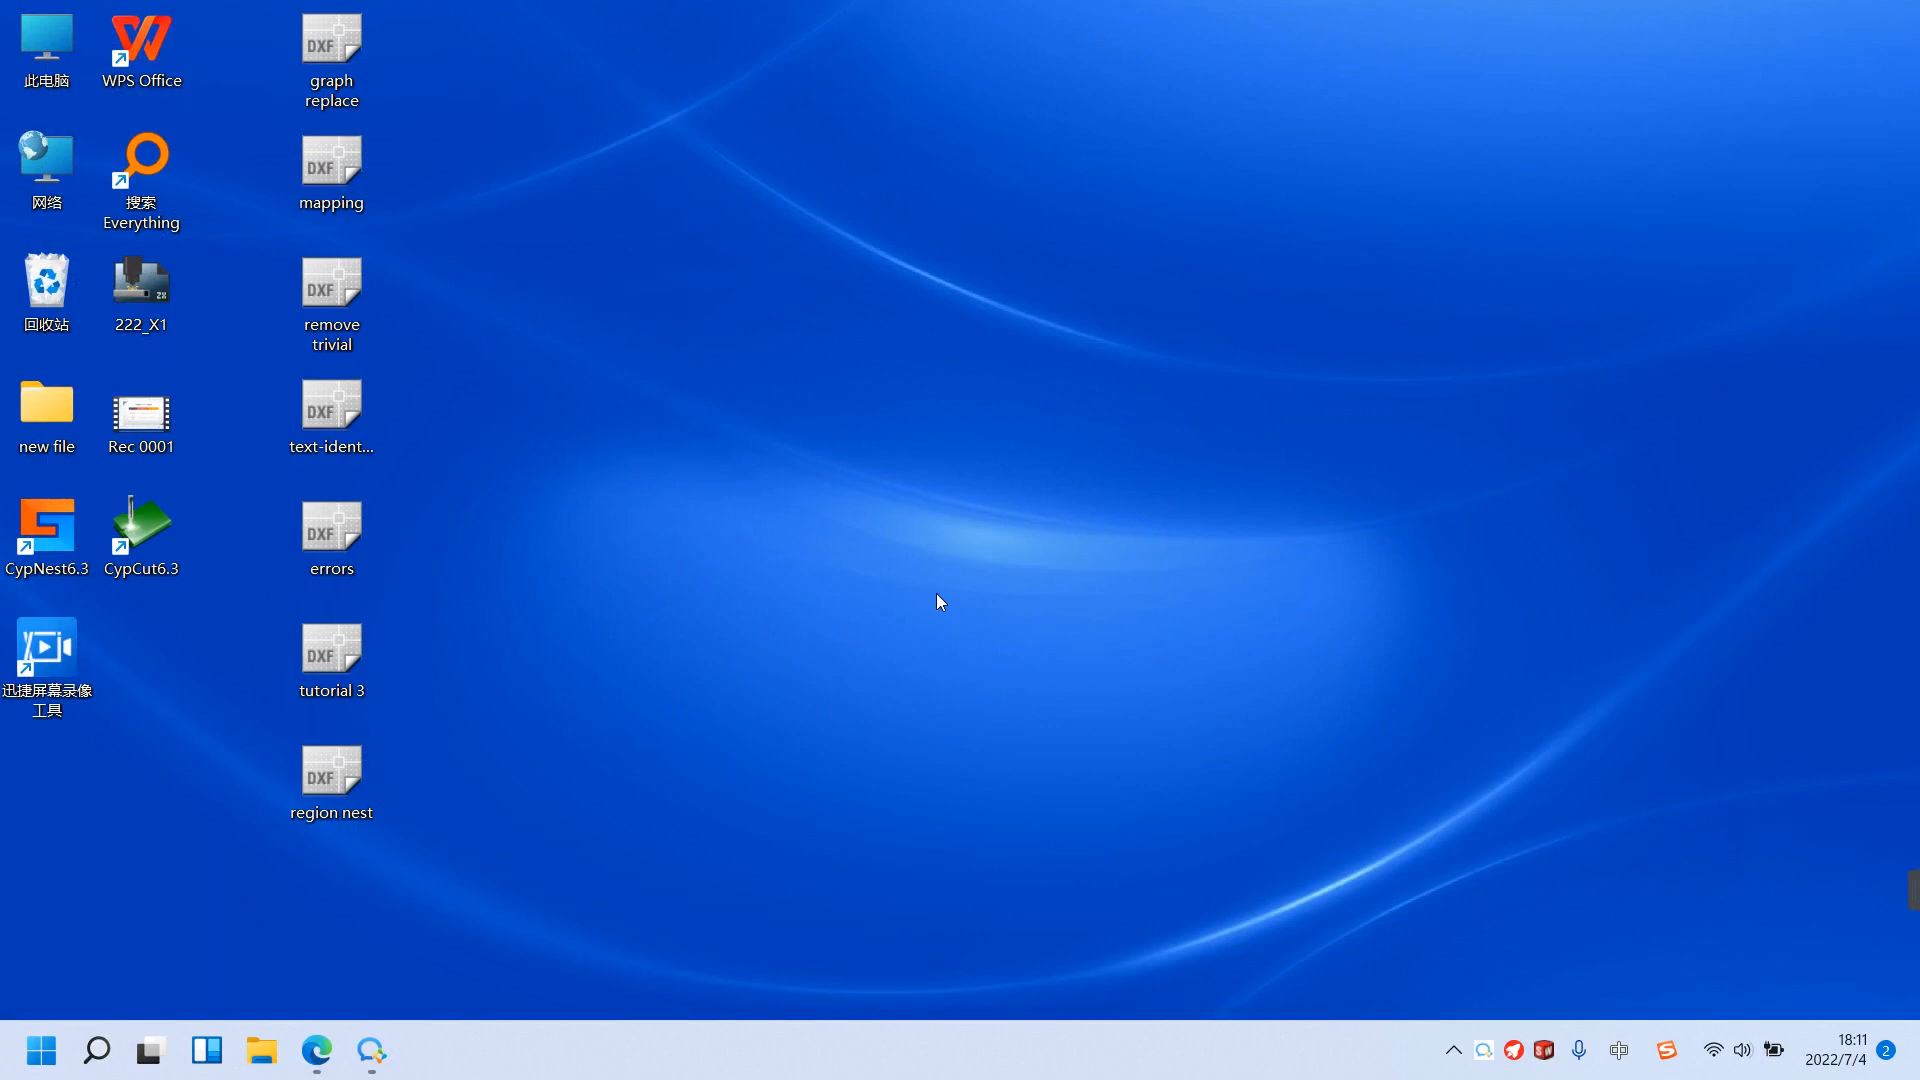 此电脑
WPS Office
DXF
graph
replace
网络
搜索
Everything
DXF
mapping
回收站
ZX
222_X1
DXF
remove
trivial
new file
Rec 0001
DXF
text-ident...
CypNest6.3
CypCut6.3
DXF
errors
迅捷屏幕录像
工具
DXF
tutorial 3
DXF
region nest
SW
中
18:11
2022/7/4
2